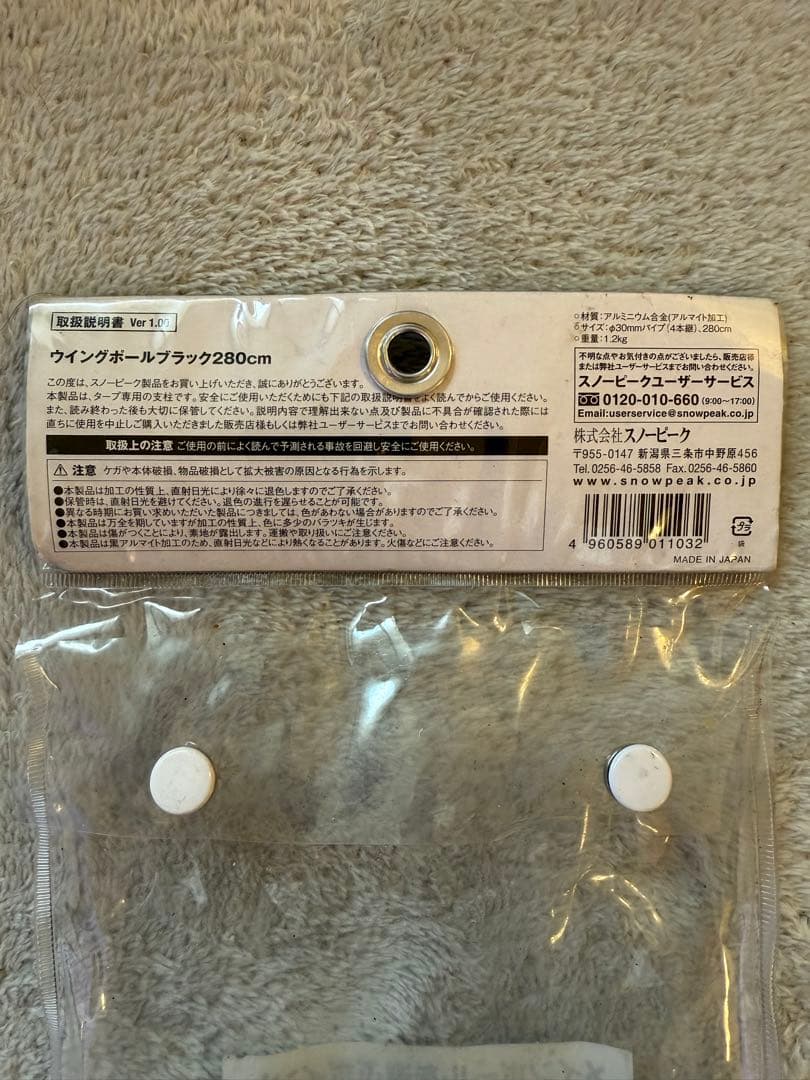 取扱説明書 Ver 1.00
ウイングポールブラック280cm
この度は、スノーピーク製品をお買い上げいただき、誠にありがとうございます。
本製品は、タープ専用の支柱です。安全にご使用いただくためにも下記の取扱説明書をよく読んでからご使用ください。
また、読み終わった後も大切に保管してください。説明内容で理解出来ない点及び製品に不具合が確認された際には
直ちに使用を中止しご購入いただきました販売店様もしくは弊社ユーザーサービスまでお問い合わせください。
取扱上の注意 ご使用の前によく読んで予測される事故を回避し安全にご使用ください。
⚠ 注意 ケガや本体破損、物品破損として拡大被害の原因となる行為を示します。
●本製品は加工の性質上、直射日光により徐々に退色しますのでご了承ください。
●保管時は、直射日光を避けてください。退色の進行を遅らせることが可能です。
●異なる時期にお買い求めいただいた製品につきましては、色があわない場合がありますのでご了承ください。
●本製品は万全を期していますが加工の性質上、色に多少のバラツキが生じます。
●本製品は傷がつくことにより、素地が露出します。運搬や取り扱いにご注意ください。
●本製品は黒アルマイト加工のため、直射日光などにより熱くなることがあります。火傷などにご注意ください。
○材質：アルミニウム合金(アルマイト加工)
○サイズ：φ30mmパイプ(4本継)、280cm
○重量：1.2kg
不明な点やお気付きの点がございましたら、販売店様
または弊社ユーザーサービスまでお問い合わせください。
スノーピークユーザーサービス
0120-010-660 (9:00〜17:00)
Email:userservice@snowpeak.co.jp
株式会社スノーピーク
〒955-0147 新潟県三条市中野原456
Tel.0256-46-5858 Fax.0256-46-5860
www.snowpeak.co.jp
4 960589 011032
プラ
MADE IN JAPAN